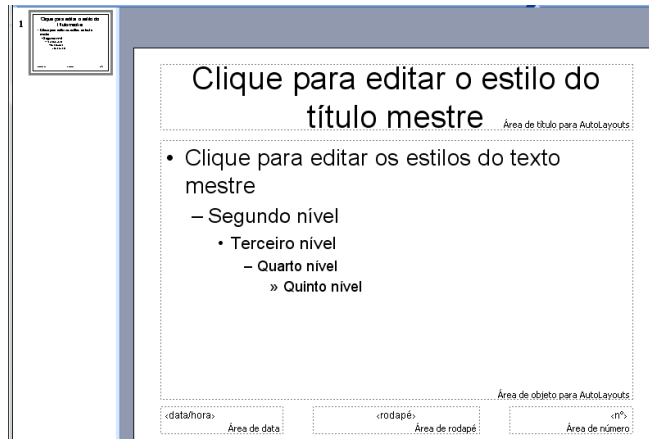 1
Clique para editar o estilo do
título mestre
Área de título para AutoLayouts
• Clique para editar os estilos do texto
mestre
– Segundo nível
• Terceiro nível
– Quarto nível
» Quinto nível
Área de objeto para AutoLayouts
<data/hora>
Área de data
<rodapé>
Área de rodapé
<nº>
Área de número